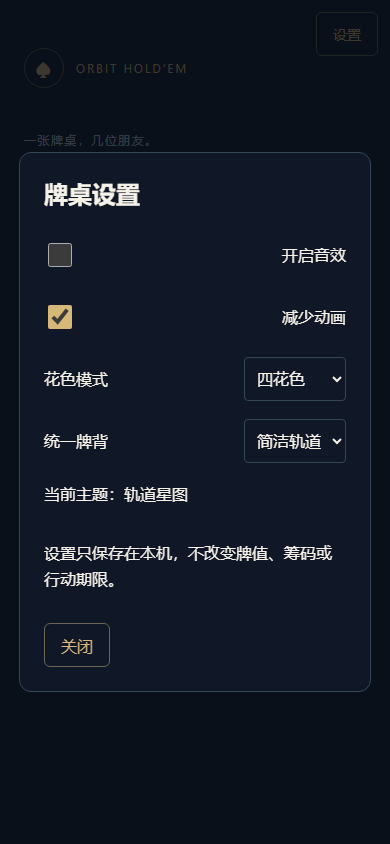 设置
ORBIT HOLD'EM
一张牌桌，几位朋友。
牌桌设置
开启音效
减少动画
花色模式 四花色
统一牌背 简洁轨道
当前主题：轨道星图
设置只保存在本机，不改变牌值、筹码或
行动期限。
关闭